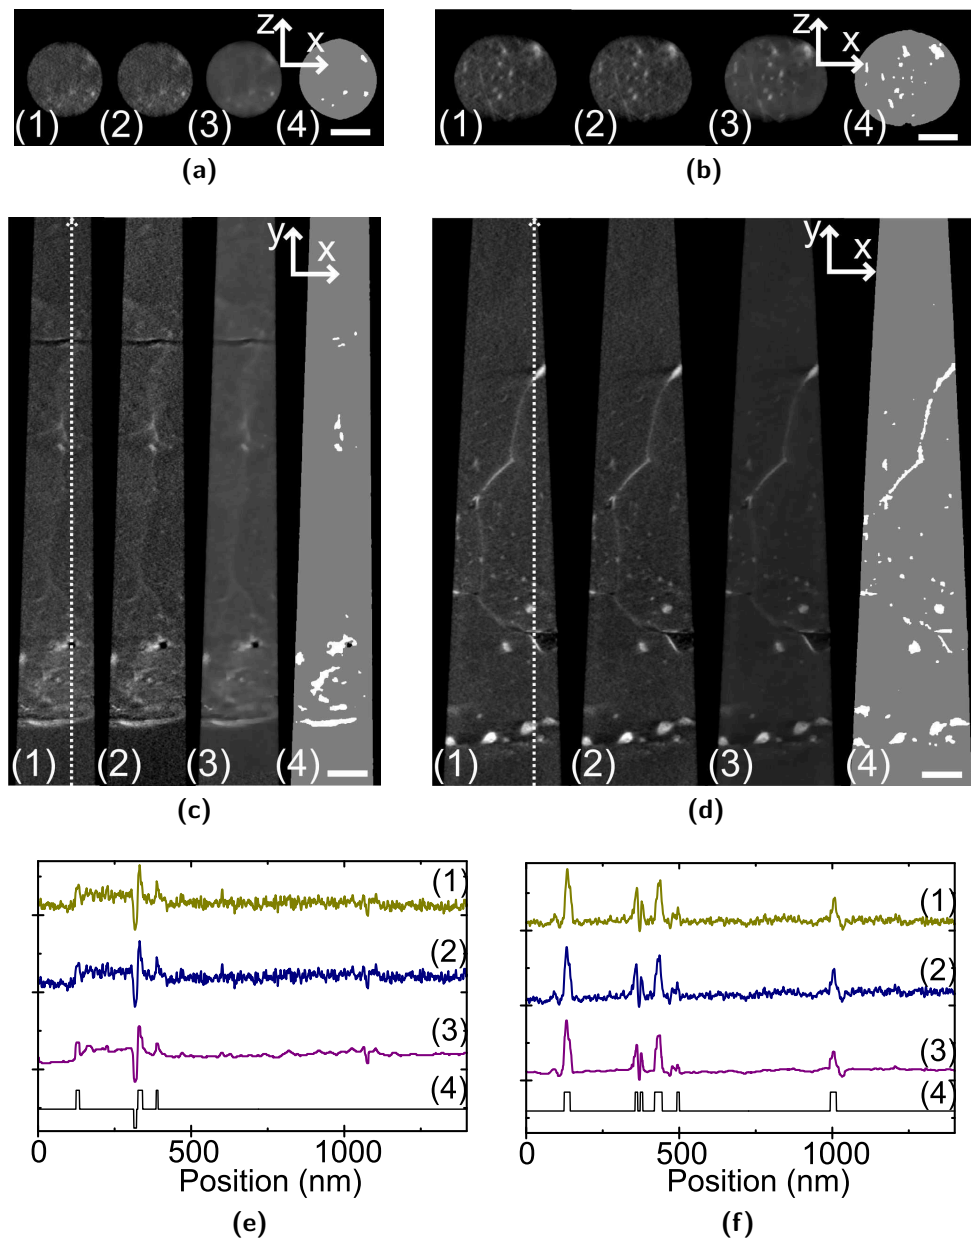 z
x
(1) (2) (3) (4)
(a)
z
x
(1) (2) (3) (4)
(b)
y
x
(1) (2) (3) (4)
(c)
y
x
(1) (2) (3) (4)
(d)
(1)
(2)
(3)
(4)
0 500 1000
Position (nm)
(e)
(1)
(2)
(3)
(4)
0 500 1000
Position (nm)
(f)